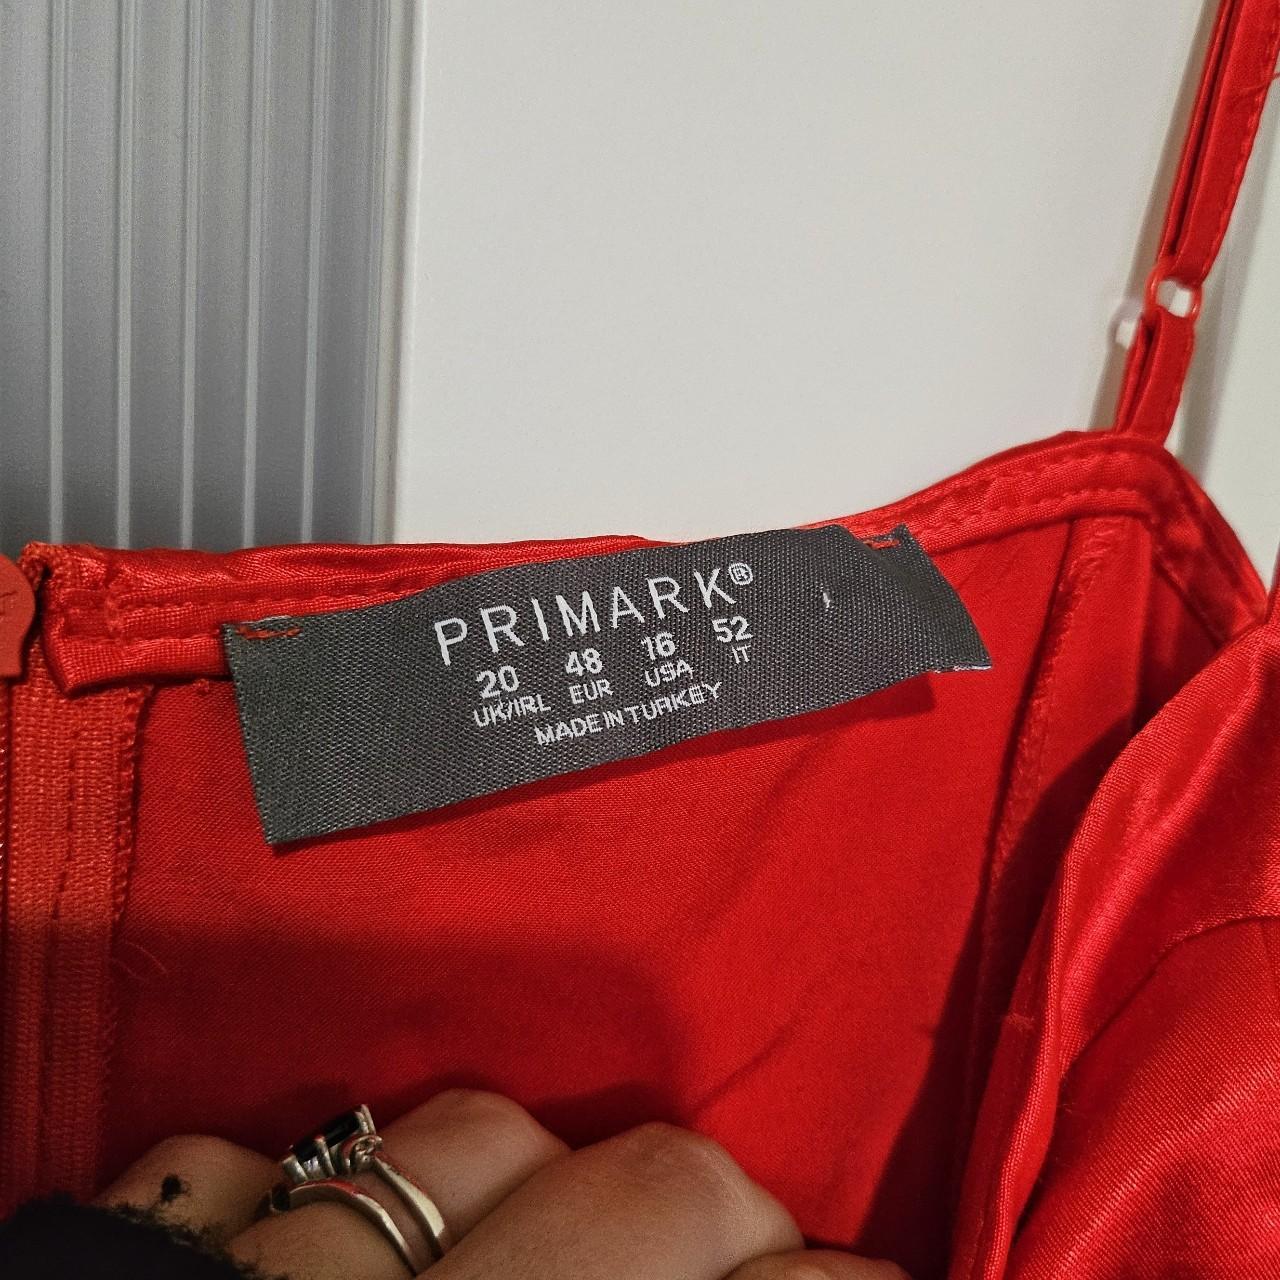 PRIMARK®
20 48 16 52
UK/IRL EUR USA IT
MADE IN TURKEY